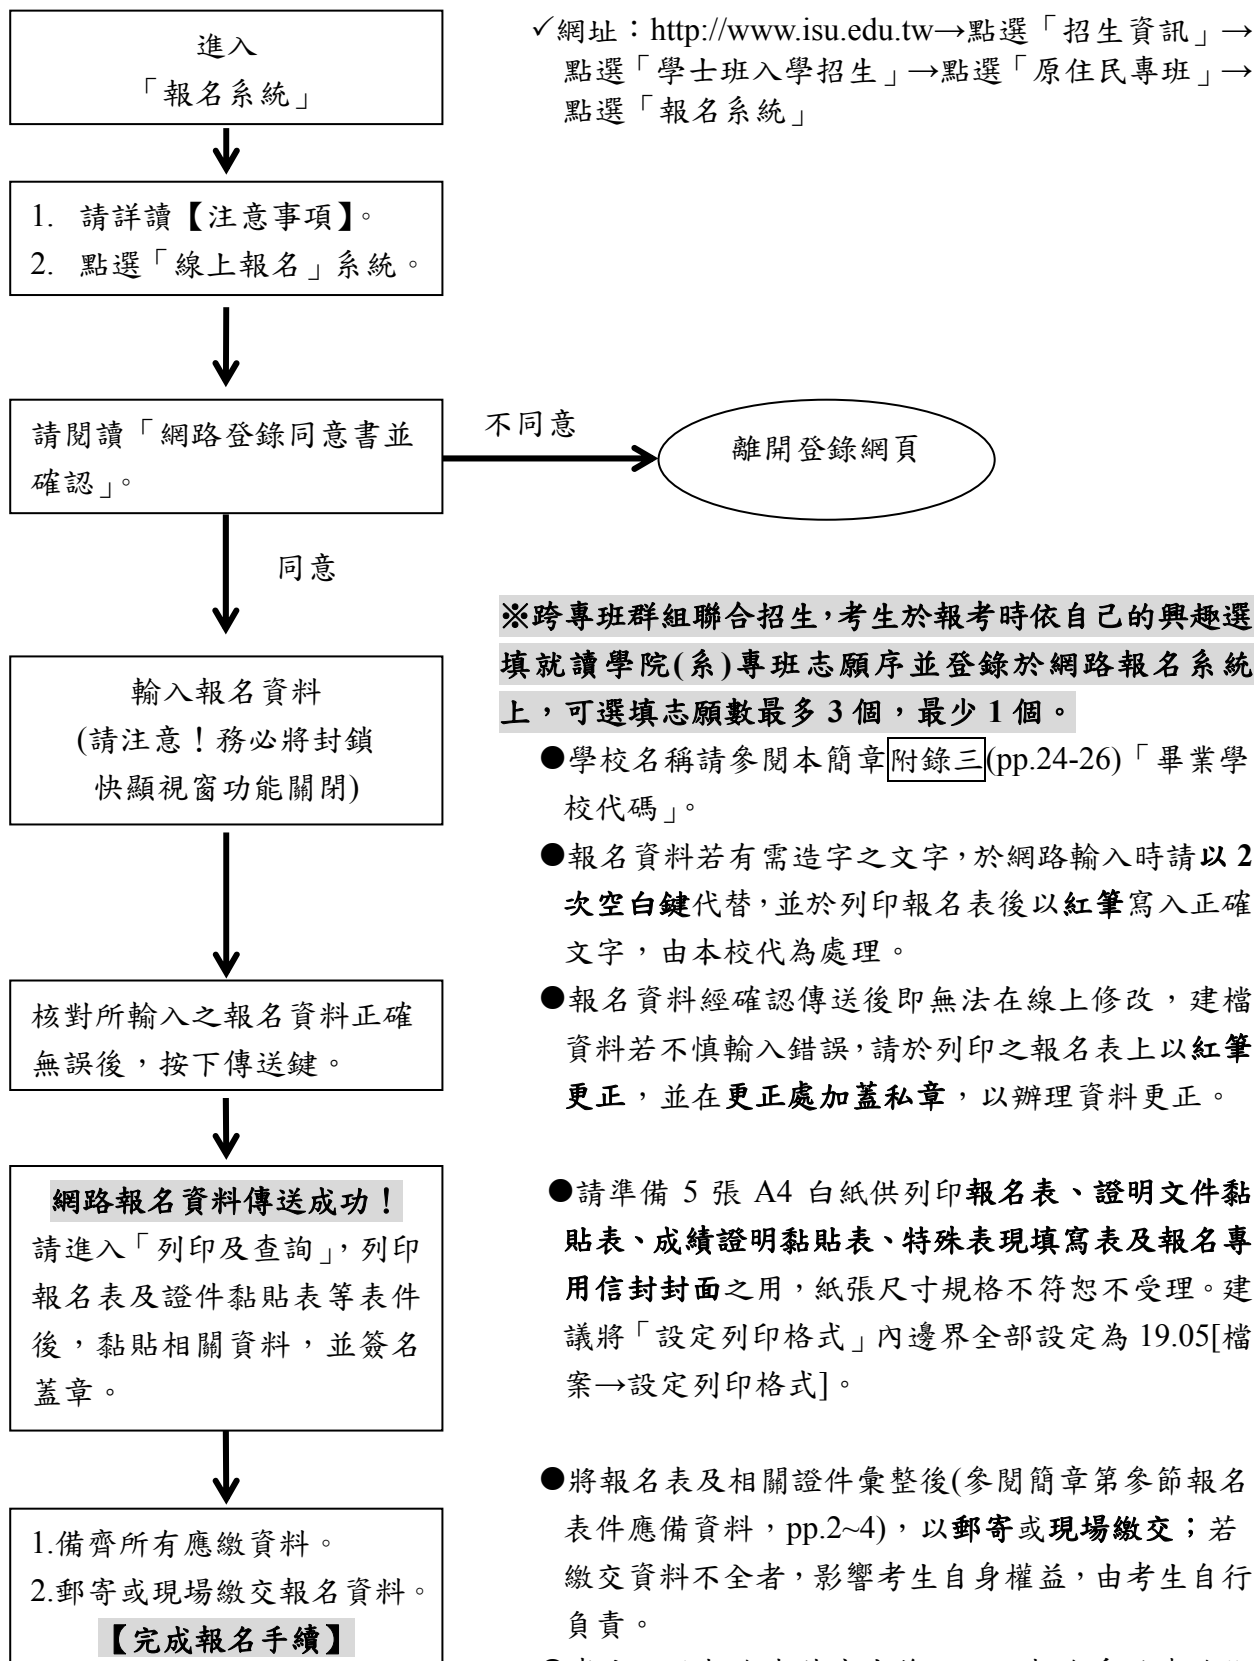 進入
「報名系統」
✓網址：http://www.isu.edu.tw→點選「招生資訊」→
點選「學士班入學招生」→點選「原住民專班」→
點選「報名系統」
1. 請詳讀【注意事項】。
2. 點選「線上報名」系統。
請閱讀「網路登錄同意書並
確認」。
不同意
離開登錄網頁
同意
※跨專班群組聯合招生，考生於報考時依自己的興趣選
填就讀學院(系)專班志願序並登錄於網路報名系統
上，可選填志願數最多 3 個，最少 1 個。
輸入報名資料
(請注意！務必將封鎖
快顯視窗功能關閉)
●學校名稱請參閱本簡章附錄三(pp.24-26)「畢業學
校代碼」。
●報名資料若有需造字之文字，於網路輸入時請以 2
次空白鍵代替，並於列印報名表後以紅筆寫入正確
文字，由本校代為處理。
●報名資料經確認傳送後即無法在線上修改，建檔
資料若不慎輸入錯誤，請於列印之報名表上以紅筆
更正，並在更正處加蓋私章，以辦理資料更正。
核對所輸入之報名資料正確
無誤後，按下傳送鍵。
網路報名資料傳送成功！
請進入「列印及查詢」，列印
報名表及證件黏貼表等表件
後，黏貼相關資料，並簽名
蓋章。
●請準備 5 張 A4 白紙供列印報名表、證明文件黏
貼表、成績證明黏貼表、特殊表現填寫表及報名專
用信封封面之用，紙張尺寸規格不符恕不受理。建
議將「設定列印格式」內邊界全部設定為 19.05[檔
案→設定列印格式]。
1.備齊所有應繳資料。
2.郵寄或現場繳交報名資料。
【完成報名手續】
●將報名表及相關證件彙整後(參閱簡章第參節報名
表件應備資料，pp.2~4)，以郵寄或現場繳交；若
繳交資料不全者，影響考生自身權益，由考生自行
負責。